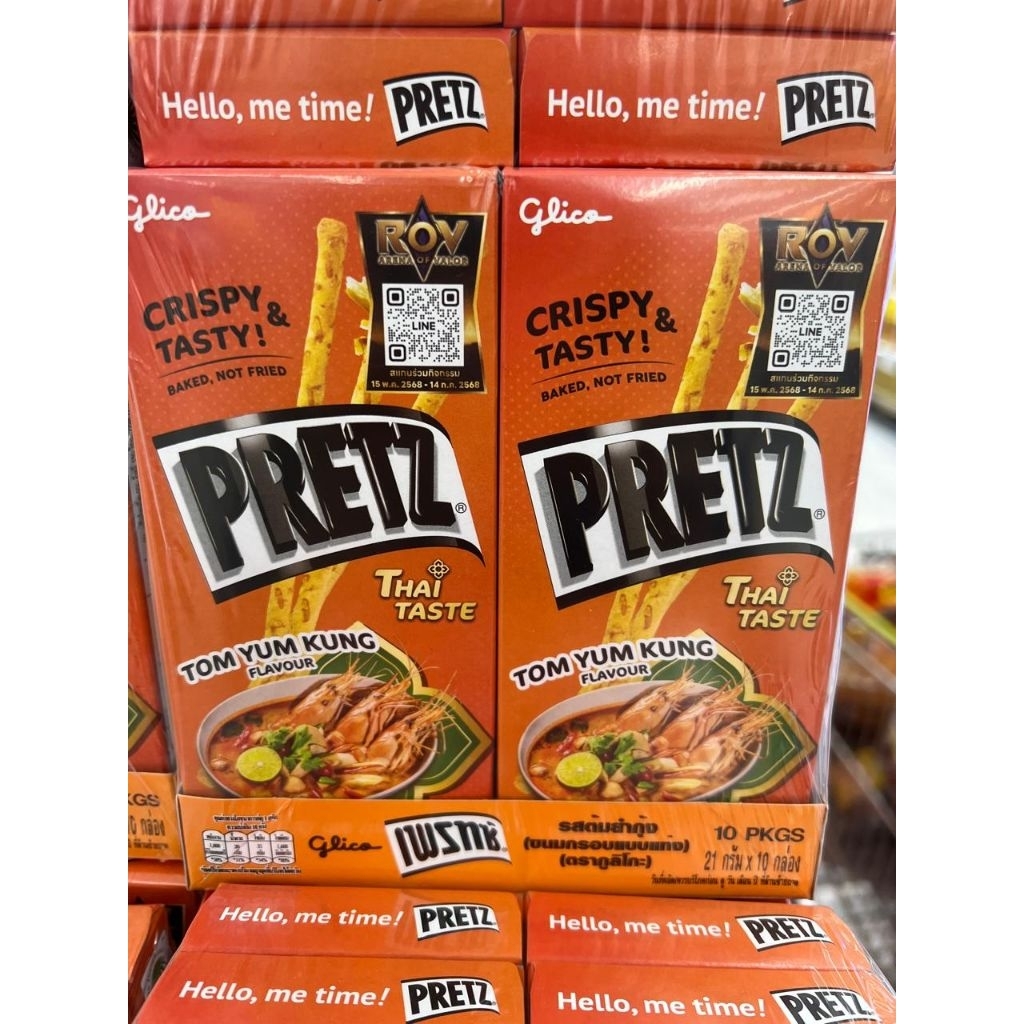 Hello, me time! PRETZ
Hello, me time! PRETZ
Glico
ROV
ARENA OF VALOR
LINE
สแกนร่วมกิจกรรม
15 พ.ค. 2568 - 14 ก.ค. 2568
CRISPY &
TASTY!
BAKED, NOT FRIED
PRETZ®
THAI
TASTE
TOM YUM KUNG
FLAVOUR
Glico
ROV
ARENA OF VALOR
LINE
สแกนร่วมกิจกรรม
15 พ.ค. 2568 - 14 ก.ค. 2568
CRISPY &
TASTY!
BAKED, NOT FRIED
PRETZ®
THAI
TASTE
TOM YUM KUNG
FLAVOUR
KGS
กล่อง
Glico เพรทซ์
รสต้มยำกุ้ง
(ขนมกรอบแบบแท่ง)
(ตรากูลิโกะ)
10 PKGS
21 กรัม x 10 กล่อง
Hello, me time! PRETZ
Hello, me time! PRETZ
Hello, me time! PRETZ
Hello, me time! PRETZ